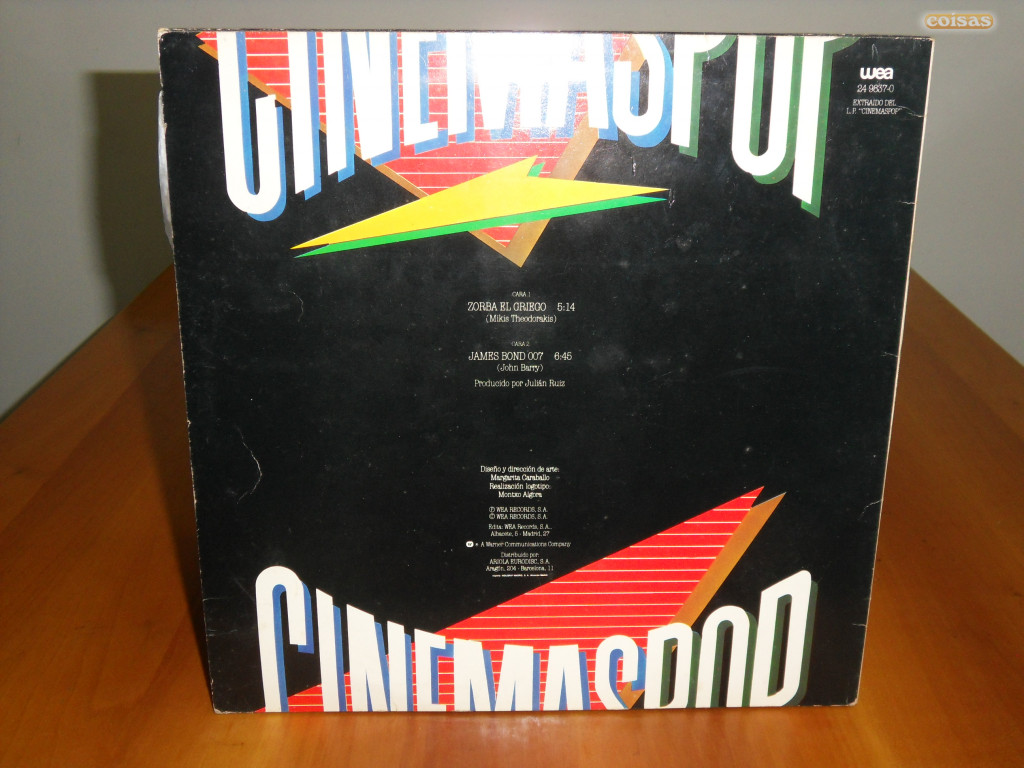 coisas
CINEMASPOP
wea
24 9837-0
EXTRAIDO DEL
L.P. "CINEMASPOP"
CARA 1
ZORBA EL GRIEGO 5:14
(Mikis Theodorakis)
CARA 2
JAMES BOND 007 6:45
(John Barry)
Producido por Julián Ruiz
Diseño y dirección de arte:
Margarita Caraballo
Realización logotipo:
Montxo Algora
Ⓟ WEA RECORDS, S.A.
© WEA RECORDS, S.A.
Edita: WEA Records, S.A.,
Albacete, 5 - Madrid, 27
A Warner Communications Company
Distribuido por:
ARIOLA EURODISC, S.A.
Aragón, 204 - Barcelona, 11
CINEMASPOP